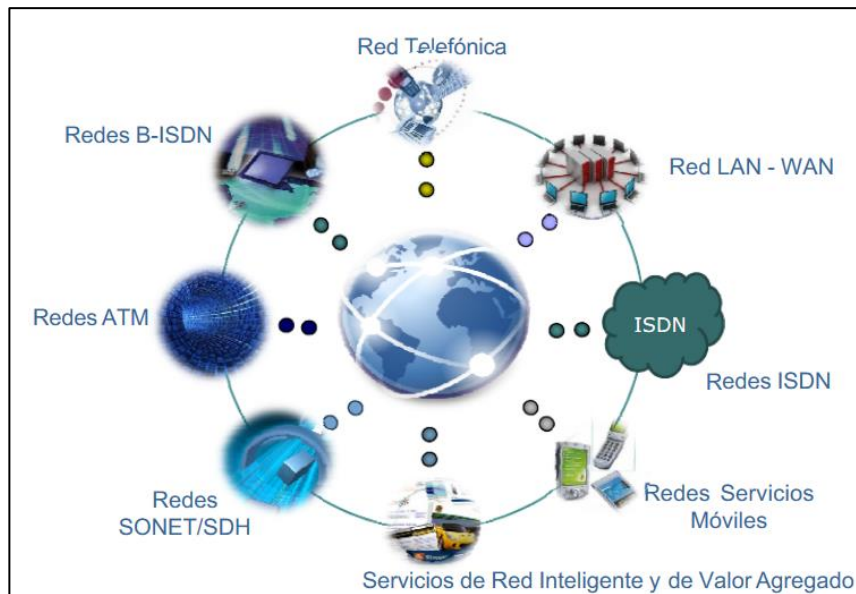 Red Telefónica
Redes B-ISDN
Red LAN - WAN
Redes ATM
ISDN
Redes ISDN
Redes
SONET/SDH
Redes Servicios
Móviles
Servicios de Red Inteligente y de Valor Agregado